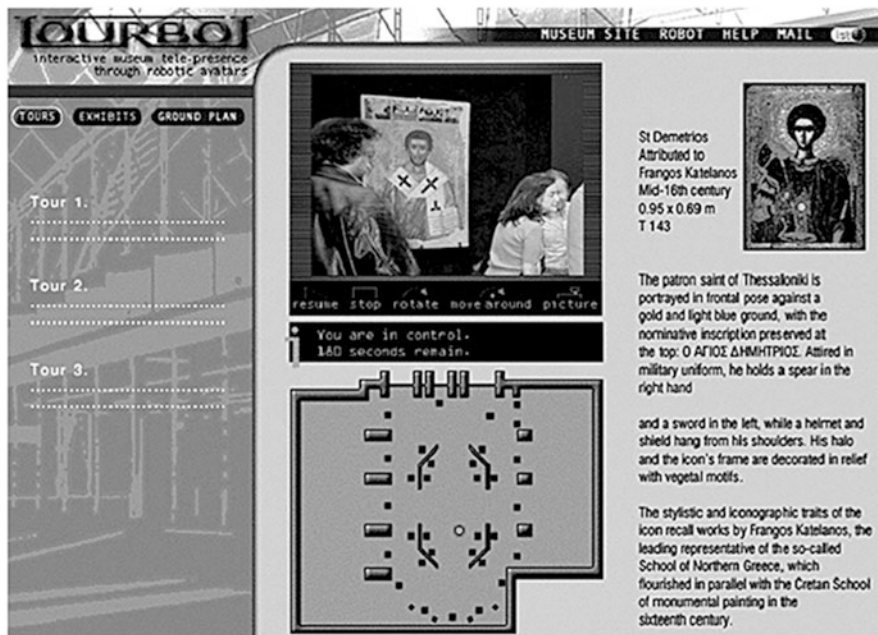 TOURBOT
interactive museum tele-presence
through robotic avatars
MUSEUM SITE ROBOT HELP MAIL ist
TOURS EXHIBITS GROUND PLAN
Tour 1.
Tour 2.
Tour 3.
resume stop rotate move around picture
i
You are in control.
180 seconds remain.
St Demetrios
Attributed to
Frangos Katelanos
Mid-16th century
0.95 x 0.69 m
T 143
The patron saint of Thessaloniki is
portrayed in frontal pose against a
gold and light blue ground, with the
nominative inscription preserved at
the top: Ο ΑΓΙΟΣ ΔΗΜΗΤΡΙΟΣ. Attired in
military uniform, he holds a spear in the
right hand
and a sword in the left, while a helmet and
shield hang from his shoulders. His halo
and the icon's frame are decorated in relief
with vegetal motifs.
The stylistic and iconographic traits of the
icon recall works by Frangos Katelanos, the
leading representative of the so-called
School of Northern Greece, which
flourished in parallel with the Cretan School
of monumental painting in the
sixteenth century.